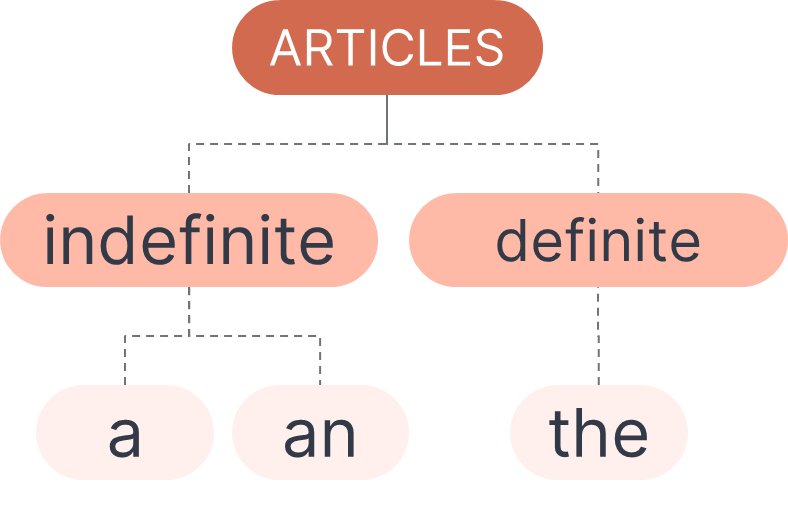 ARTICLES
indefinite
definite
a
an
the